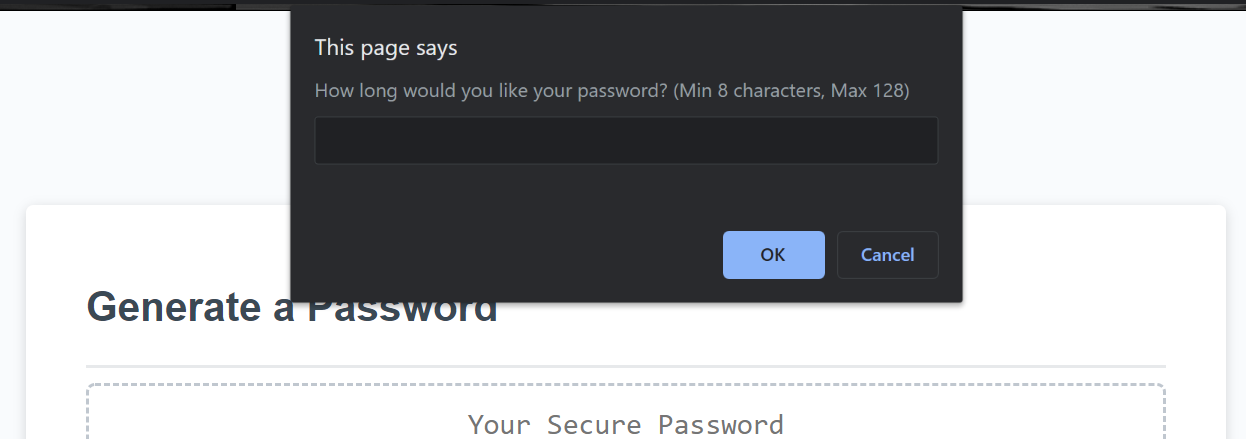 This page says
How long would you like your password? (Min 8 characters, Max 128)
OK
Cancel
Generate a Password
Your Secure Password